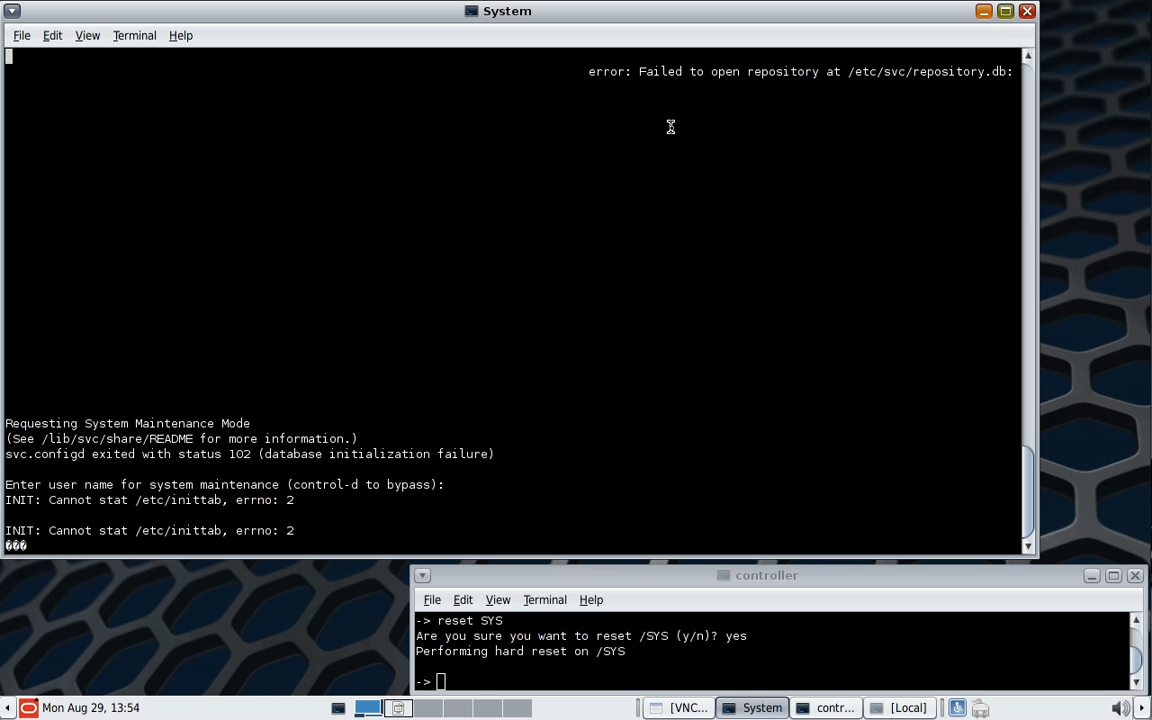 System
File Edit View Terminal Help
error: Failed to open repository at /etc/svc/repository.db:
Requesting System Maintenance Mode
(See /lib/svc/share/README for more information.)
svc.configd exited with status 102 (database initialization failure)
Enter user name for system maintenance (control-d to bypass):
INIT: Cannot stat /etc/inittab, errno: 2
INIT: Cannot stat /etc/inittab, errno: 2
���
controller
File Edit View Terminal Help
-> reset SYS
Are you sure you want to reset /SYS (y/n)? yes
Performing hard reset on /SYS
->
Mon Aug 29, 13:54 [VNC... System contr... [Local]